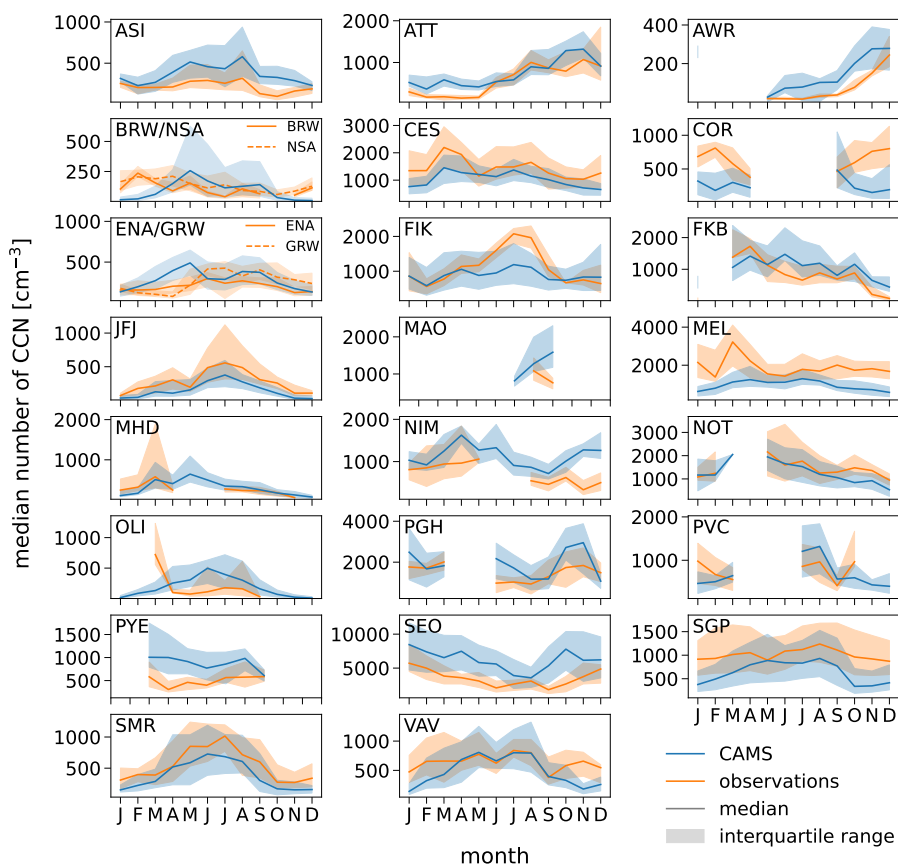 median number of CCN [cm−3]
ASI
1000
500
ATT
2000
1000
0
AWR
400
200
BRW/NSA
BRW
NSA
500
250
CES
3000
2000
1000
COR
1000
500
ENA/GRW
ENA
GRW
1000
500
FIK
2000
1000
FKB
2000
1000
JFJ
1000
500
MAO
2000
1000
MEL
4000
2000
0
MHD
2000
1000
NIM
2000
1000
NOT
3000
2000
1000
OLI
1000
500
0
PGH
4000
2000
PVC
2000
1000
PYE
1500
1000
500
SEO
10000
5000
SGP
1500
1000
500
J F M A M J J A S O N D
SMR
1000
500
J F M A M J J A S O N D
VAV
1000
500
J F M A M J J A S O N D
CAMS
observations
median
interquartile range
month